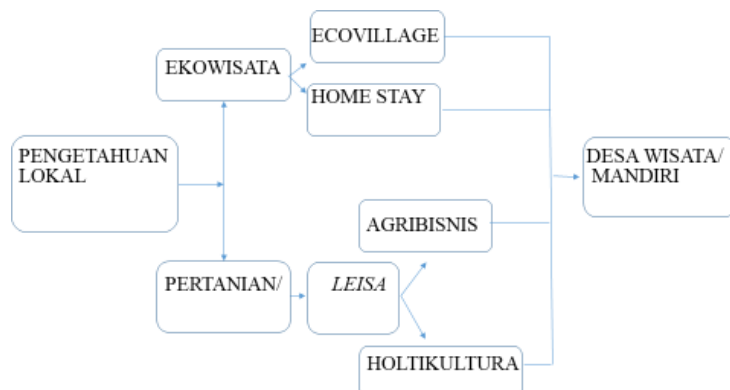 ECOVILLAGE
EKOWISATA
HOME STAY
PENGETAHUAN
LOKAL
DESA WISATA/
MANDIRI
AGRIBISNIS
PERTANIAN/
LEISA
HOLTIKULTURA